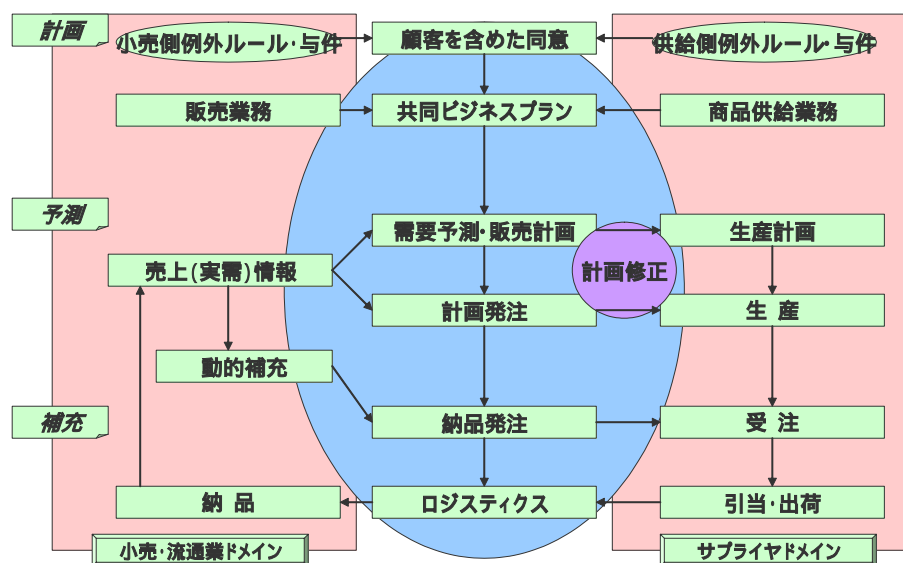 計画
小売側例外ルール・与件
顧客を含めた同意
供給側例外ルール・与件
販売業務
共同ビジネスプラン
商品供給業務
予測
需要予測・販売計画
生産計画
売上(実需)情報
計画修正
計画発注
生 産
動的補充
補充
納品発注
受 注
納 品
ロジスティクス
引当・出荷
小売・流通業ドメイン
サプライヤドメイン